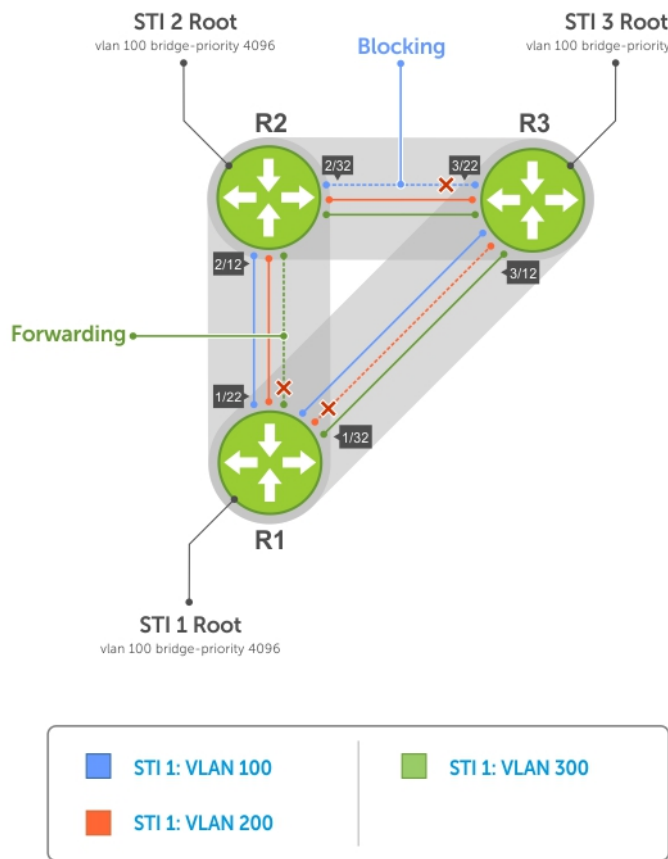 STI 2 Root
vlan 100 bridge-priority 4096
Blocking
STI 3 Root
vlan 100 bridge-priority
R2
R3
2/32
3/22
2/12
3/12
Forwarding
1/22
1/32
R1
STI 1 Root
vlan 100 bridge-priority 4096
STI 1: VLAN 100
STI 1: VLAN 300
STI 1: VLAN 200